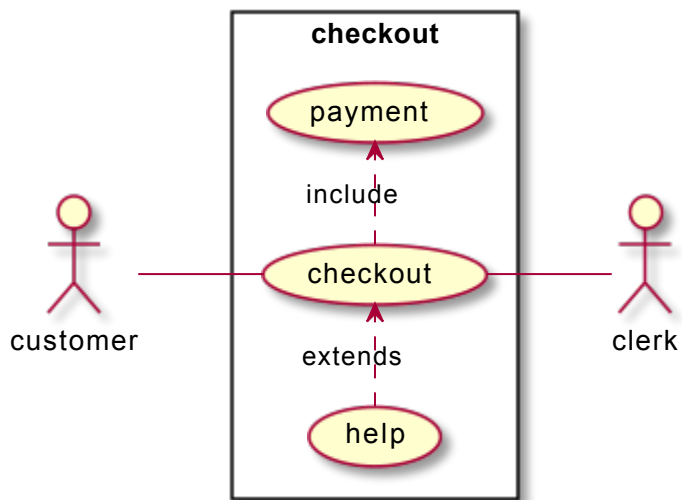 checkout
payment
include
checkout
customer
clerk
extends
help